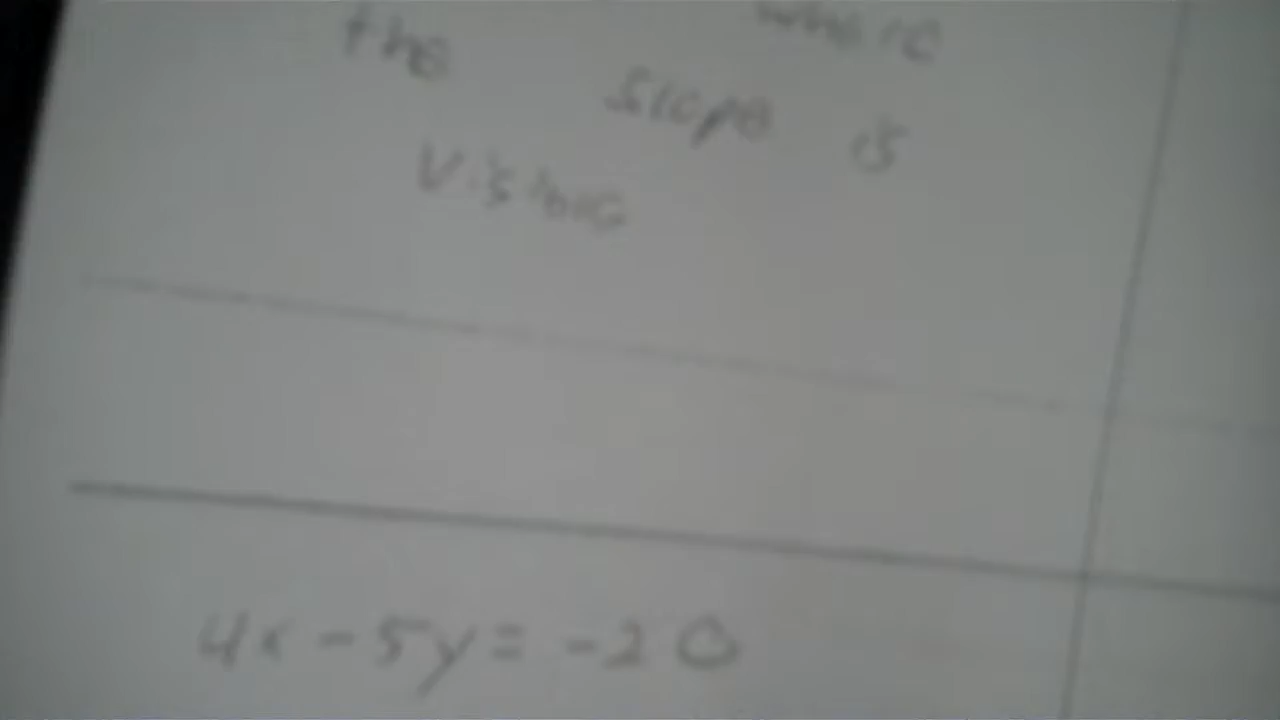 the where
slope is
visible
4x - 5y = -20